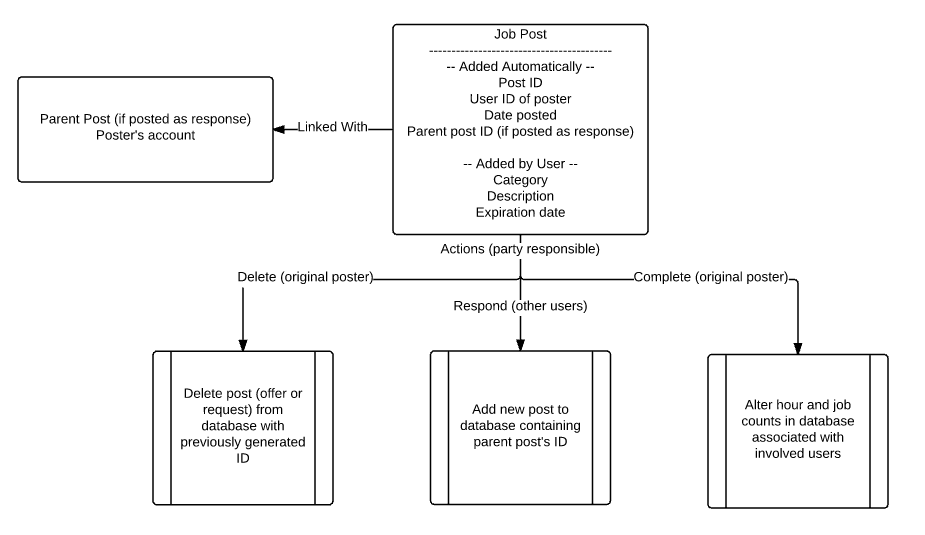 Job Post
-----------------------------------------
-- Added Automatically --
Post ID
User ID of poster
Date posted
Parent post ID (if posted as response)
-- Added by User --
Category
Description
Expiration date
Parent Post (if posted as response)
Poster's account
Linked With
Actions (party responsible)
Delete (original poster)
Complete (original poster)
Respond (other users)
Delete post (offer or
request) from
database with
previously generated
ID
Add new post to
database containing
parent post's ID
Alter hour and job
counts in database
associated with
involved users